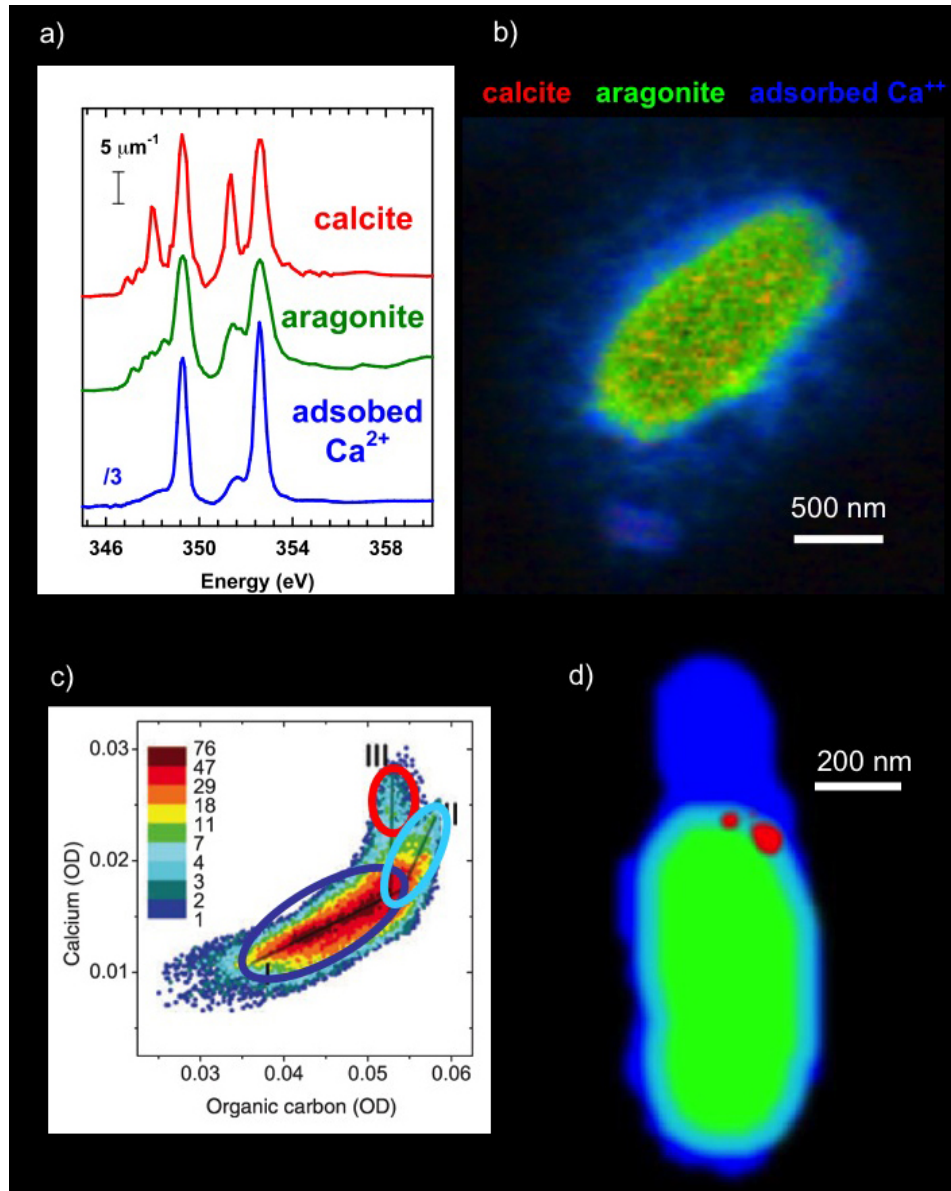 a)
5 μm⁻¹
calcite
aragonite
adsobed
Ca²⁺
/3
346 350 354 358
Energy (eV)
b)
calcite aragonite adsorbed Ca⁺⁺
500 nm
c)
Calcium (OD)
0.03
0.02
0.01
76
47
29
18
11
7
4
3
2
1
III
II
I
0.03 0.04 0.05 0.06
Organic carbon (OD)
d)
200 nm